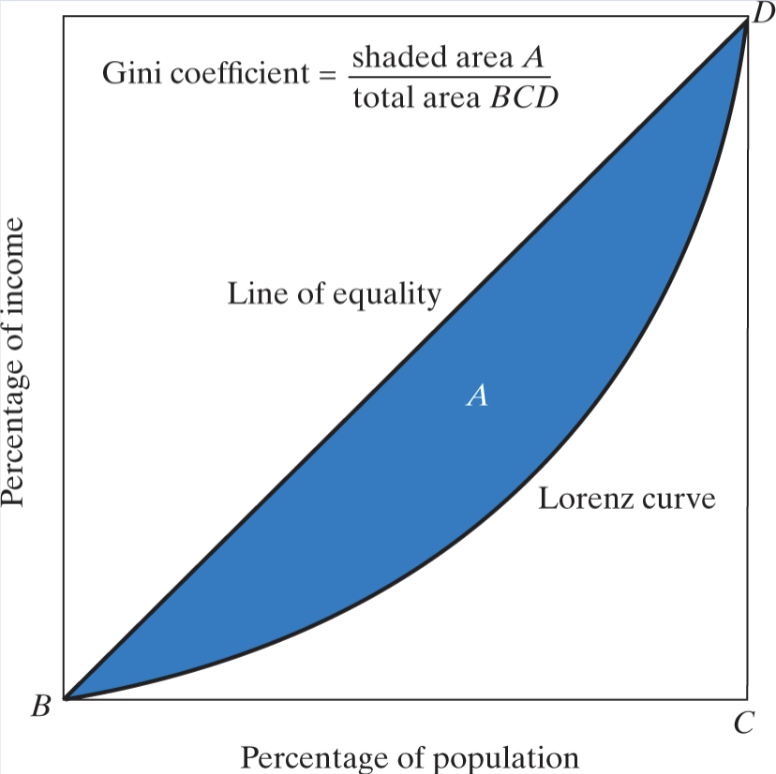 D
Gini coefficient = shaded area A / total area BCD
Percentage of income
Line of equality
A
Lorenz curve
B
C
Percentage of population